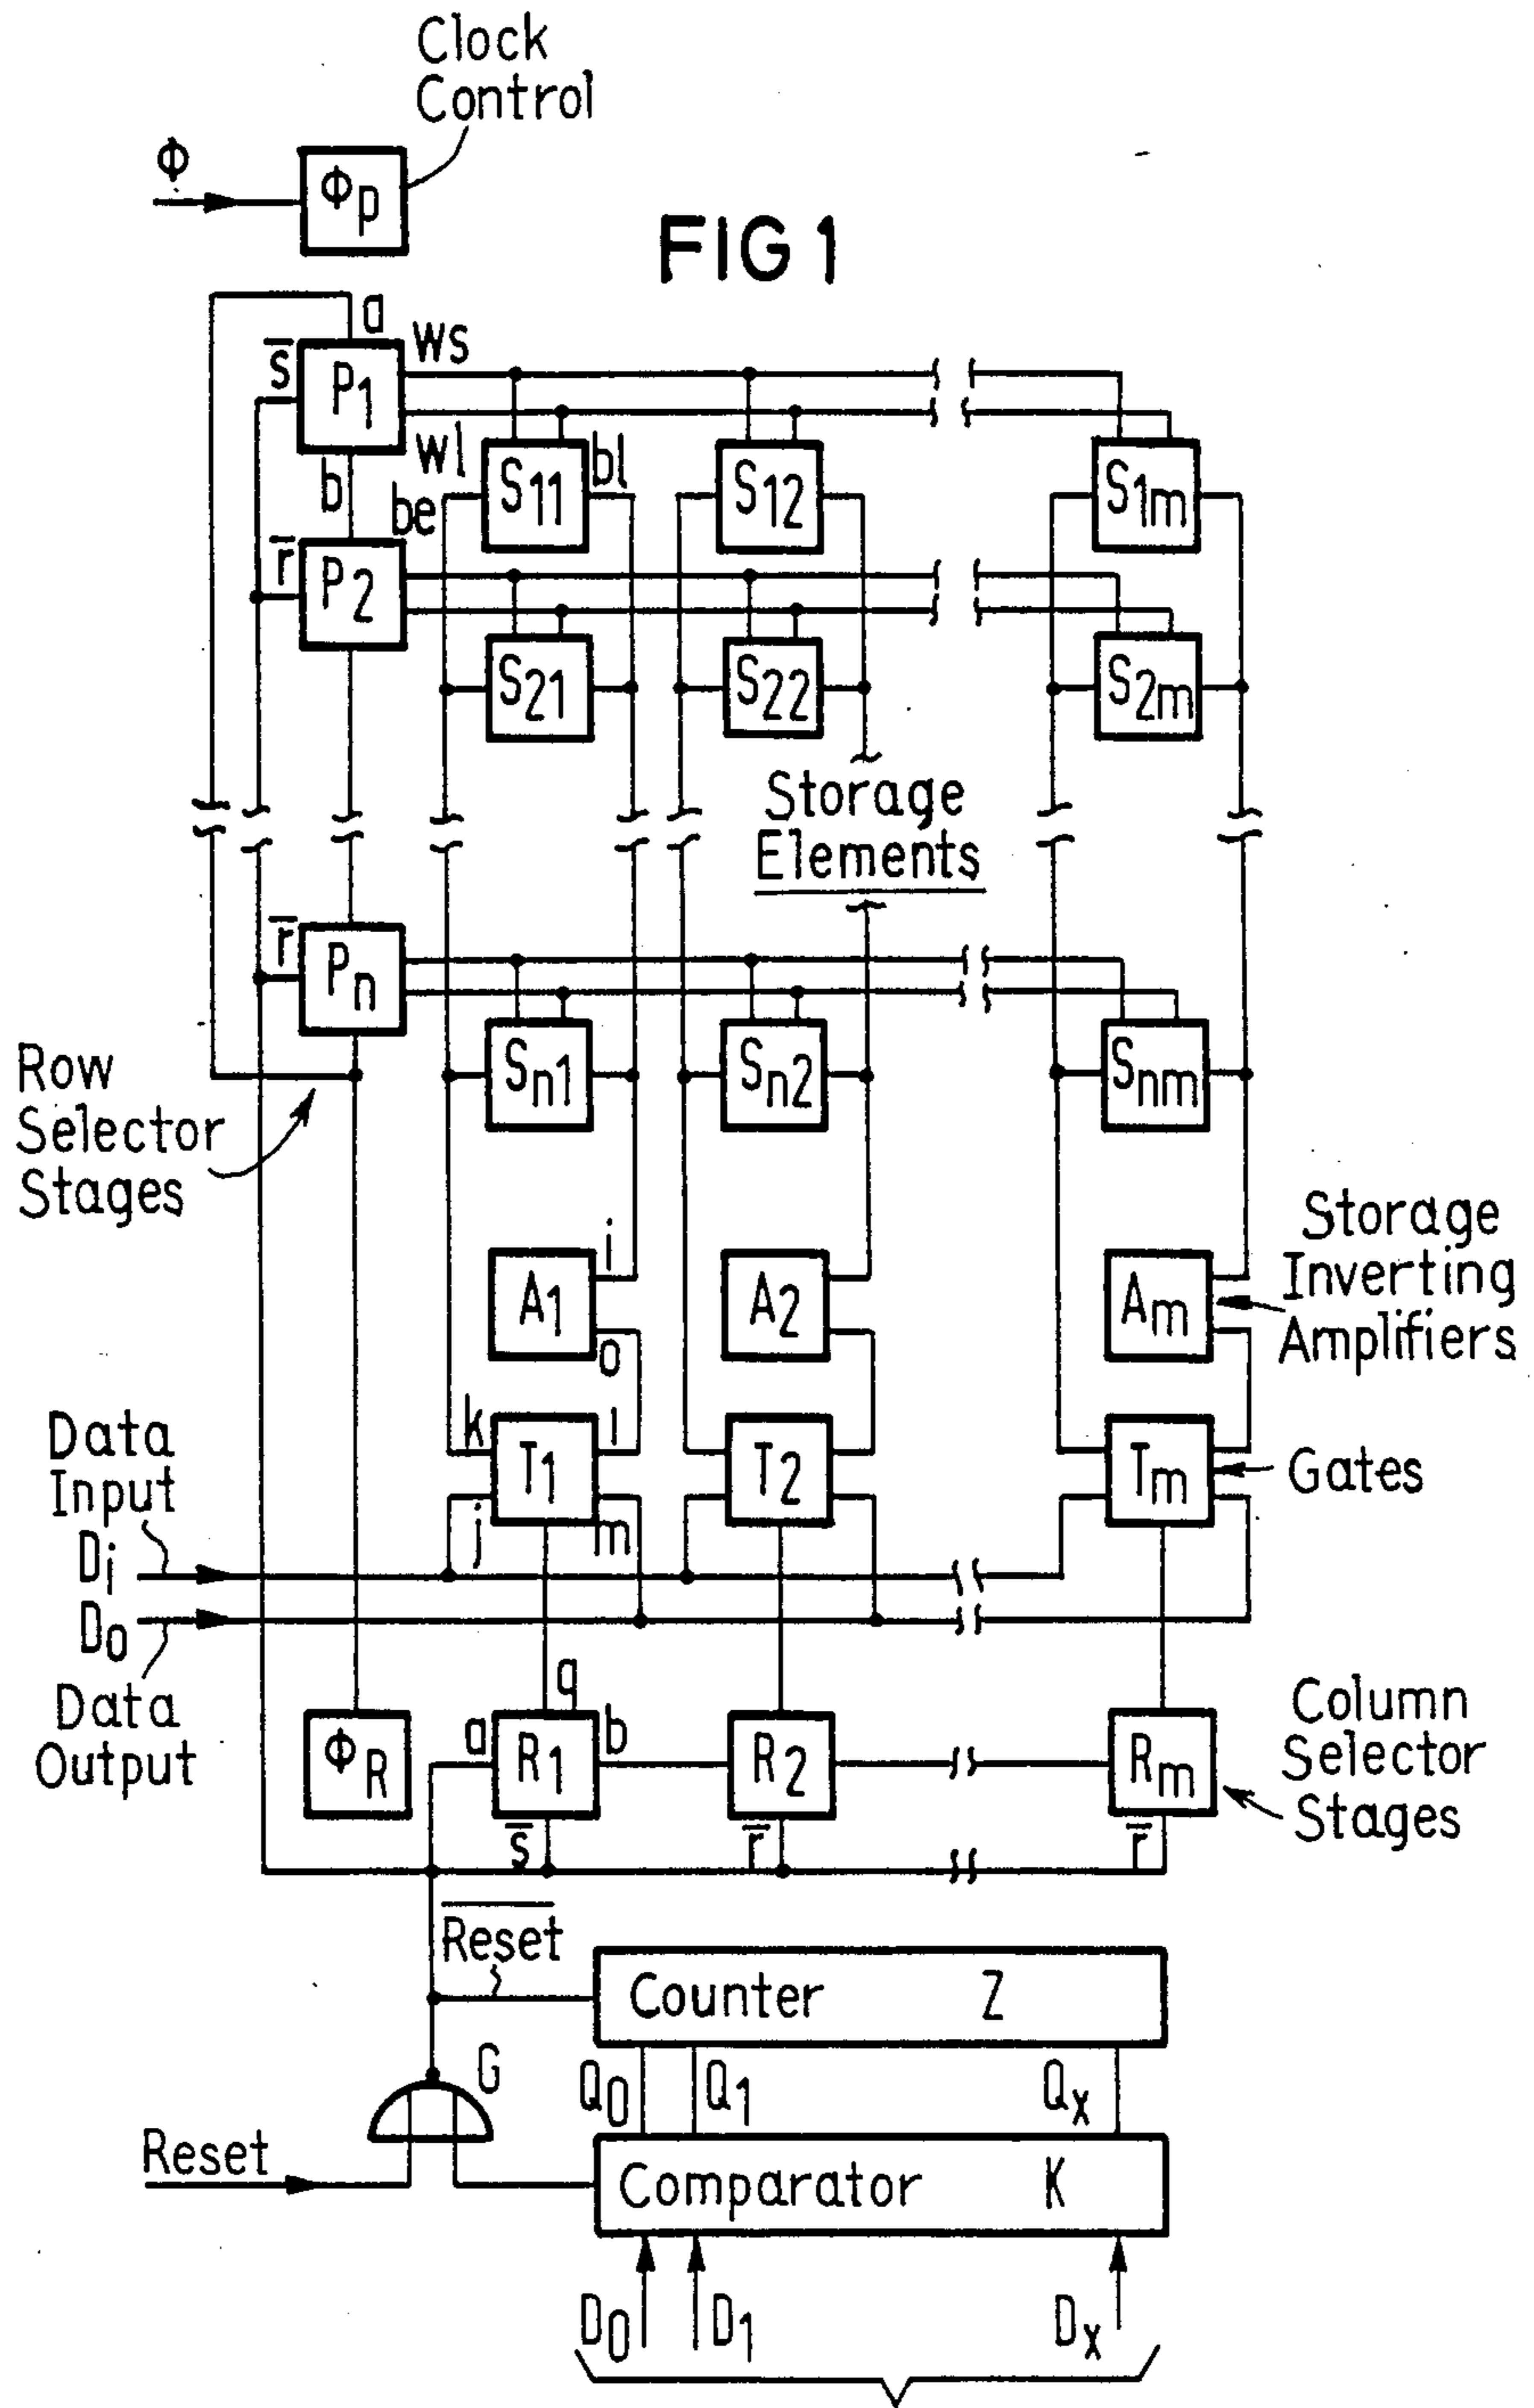 Clock
Control
Φ
Φp
FIG 1
a
s̅ P1 ws
wl
b be
S11 bl S12 S1m
r̅ P2
S21 S22 S2m
Storage
Elements
r̅ Pn
Sn1 Sn2 Snm
Row
Selector
Stages
Storage
Inverting
Amplifiers
i
A1 A2 Am
o
Data
Input
k T1 l T2 Tm Gates
j m
Di
Do
Data
Output
q
ΦR a R1 b R2 Rm
s̅ r̅ r̅
Column
Selector
Stages
R̅e̅s̅e̅t̅
Counter Z
G Q0 Q1 Qx
Reset
Comparator K
D0 D1 Dx